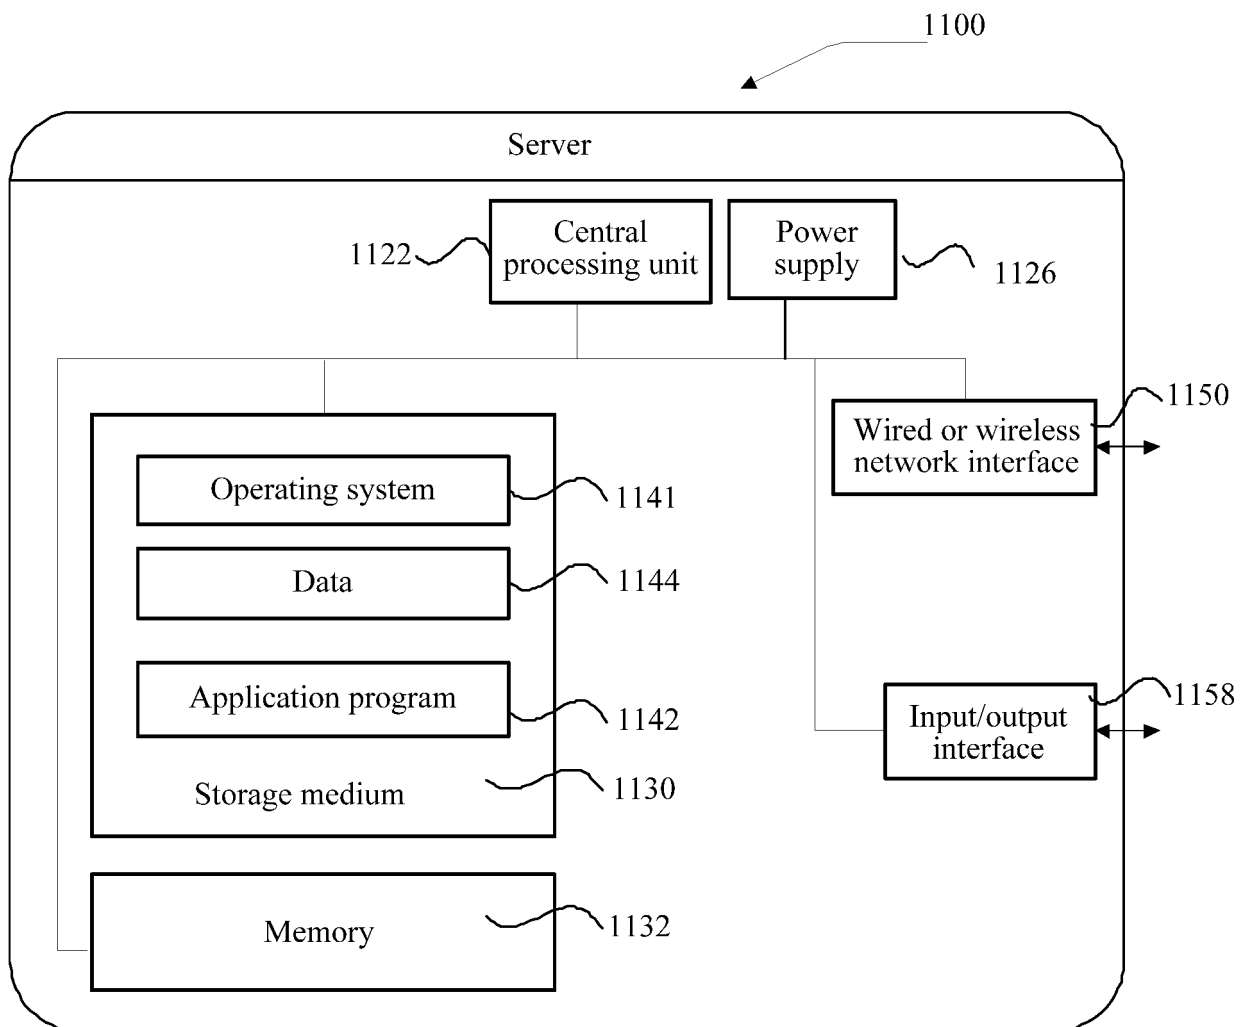 1100
Server
Central
processing unit
1122
Power
supply
1126
Wired or wireless
network interface
1150
Operating system
1141
Data
1144
Application program
1142
Storage medium
1130
Input/output
interface
1158
Memory
1132